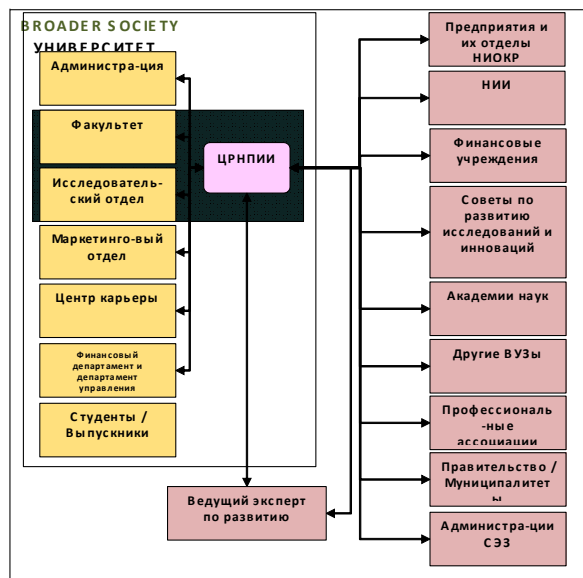 BROADER SOCIETY
УНИВЕРСИТЕТ
Администра-ция
Факультет
Исследователь-
ский отдел
Маркетинго-вый
отдел
Центр карьеры
Финансовый
департамент и
департамент
управления
Студенты /
Выпускники
ЦРНПИИ
Ведущий эксперт
по развитию
Предприятия и
их отделы
НИОКР
НИИ
Финансовые
учреждения
Советы по
развитию
исследований и
инноваций
Академии наук
Другие ВУЗы
Профессиональ
-ные
ассоциации
Правительство /
Муниципалитет
ы
Администра-ции
СЭЗ